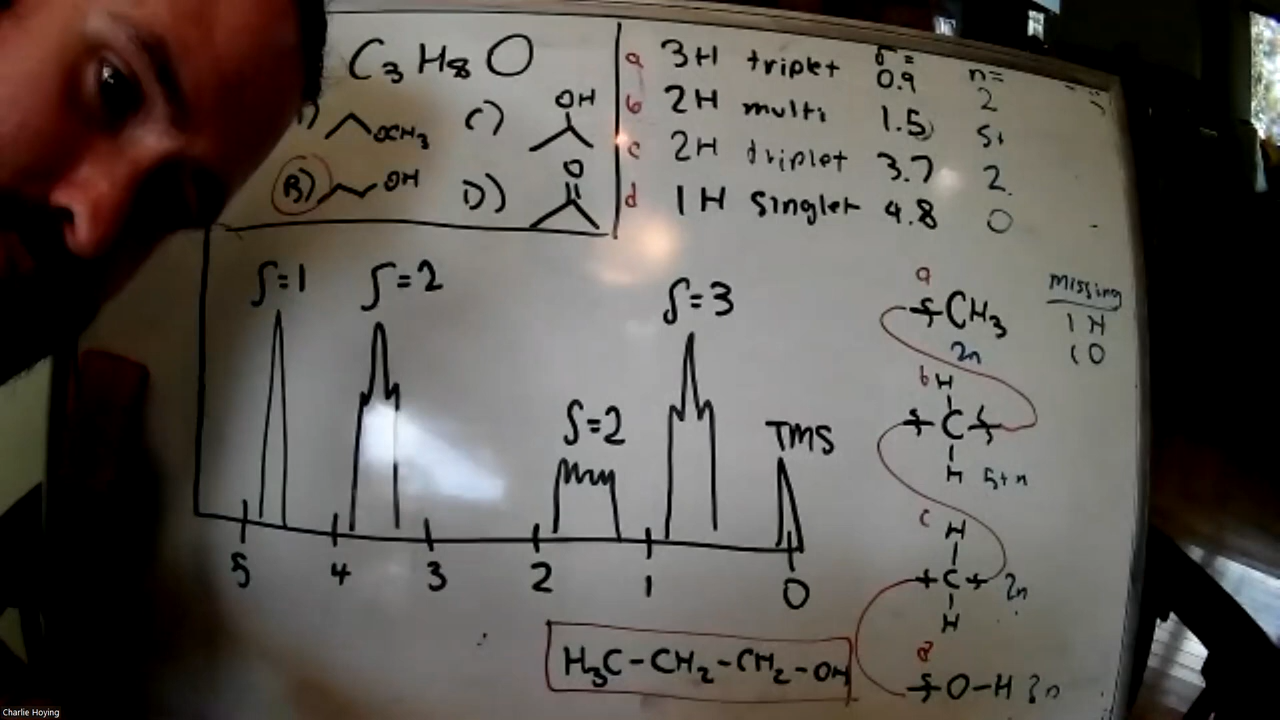 C3H8O
OCH3
C) OH
B) OH
D) O
δ= n=
a 3H triplet 0.9 2
b 2H multi 1.5 5+
c 2H triplet 3.7 2
d 1H singlet 4.8 0
∫=1 ∫=2 ∫=2 ∫=3 TMS
5 4 3 2 1 0
H3C-CH2-CH2-OH
a
CH3
2n
b H
C
H 5+n
c H
C 2n
H
d
O-H
missing
1H
1O
Charlie Hoying